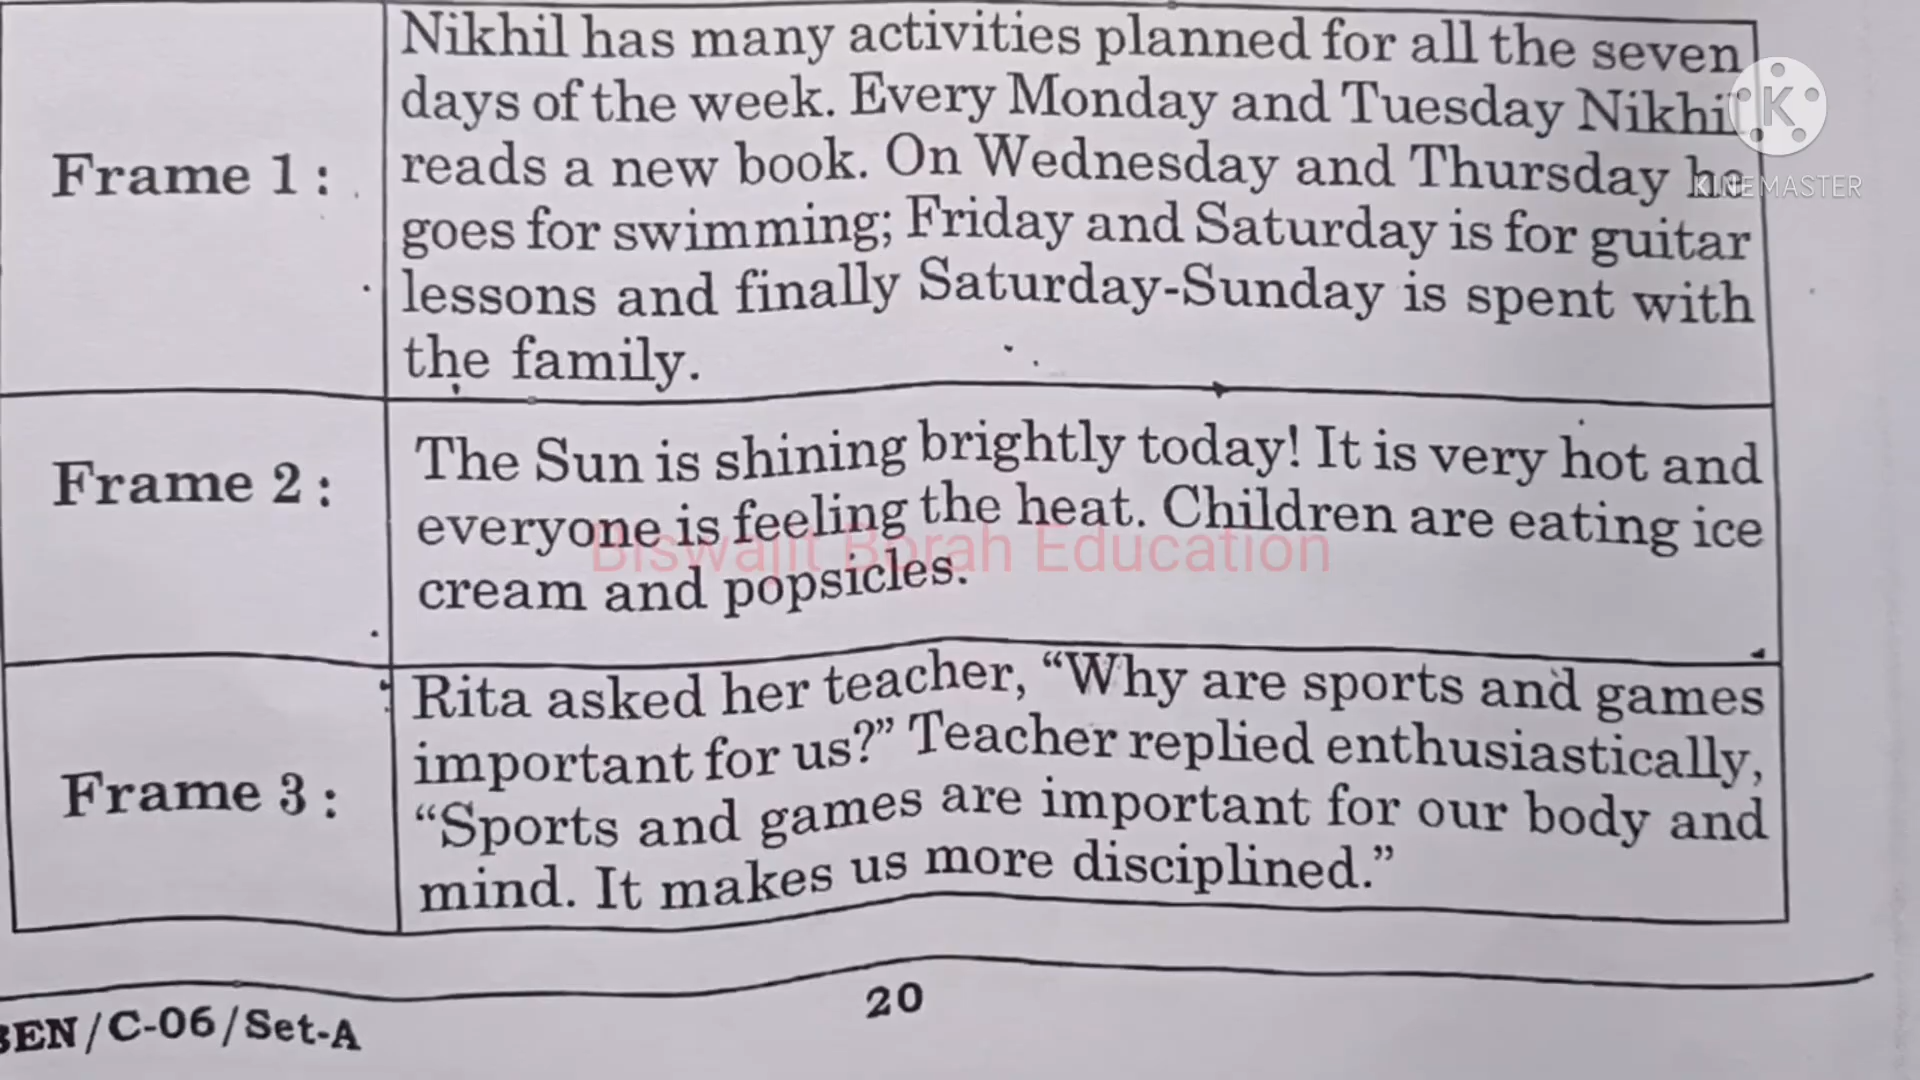 Nikhil has many activities planned for all the seven
days of the week. Every Monday and Tuesday Nikhil
Frame 1 :
reads a new book. On Wednesday and Thursday he
goes for swimming; Friday and Saturday is for guitar
lessons and finally Saturday-Sunday is spent with
the family.
K
KINEMASTER
Frame 2 :
The Sun is shining brightly today! It is very hot and
everyone is feeling the heat. Children are eating ice
cream and popsicles.
Biswajit Borah Education
Frame 3 :
Rita asked her teacher, “Why are sports and games
important for us?” Teacher replied enthusiastically,
“Sports and games are important for our body and
mind. It makes us more disciplined.”
20
BEN/C-06/Set-A